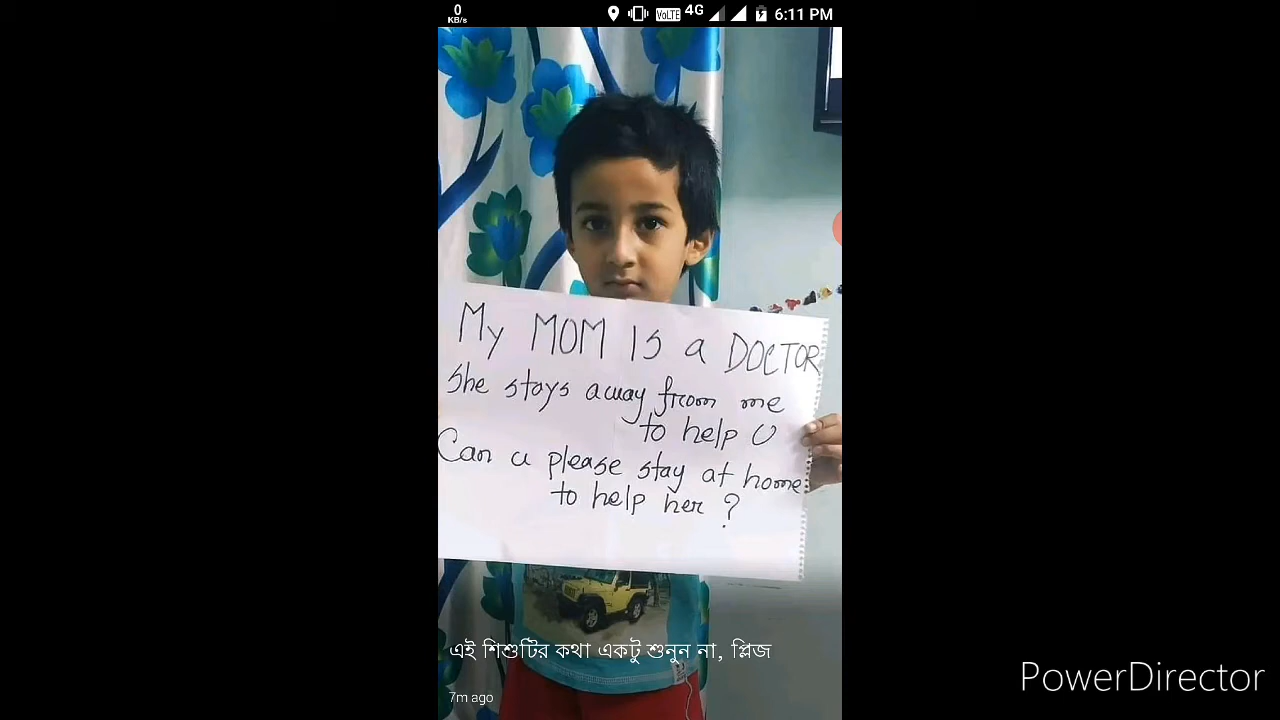 0
KB/s
VoLTE 4G 6:11 PM
My MOM IS a DOCTOR
She stays away from me
to help U
Can u please stay at home
to help her ?
এই শিশুটির কথা একটু শুনুন না, প্লিজ
7m ago
PowerDirector